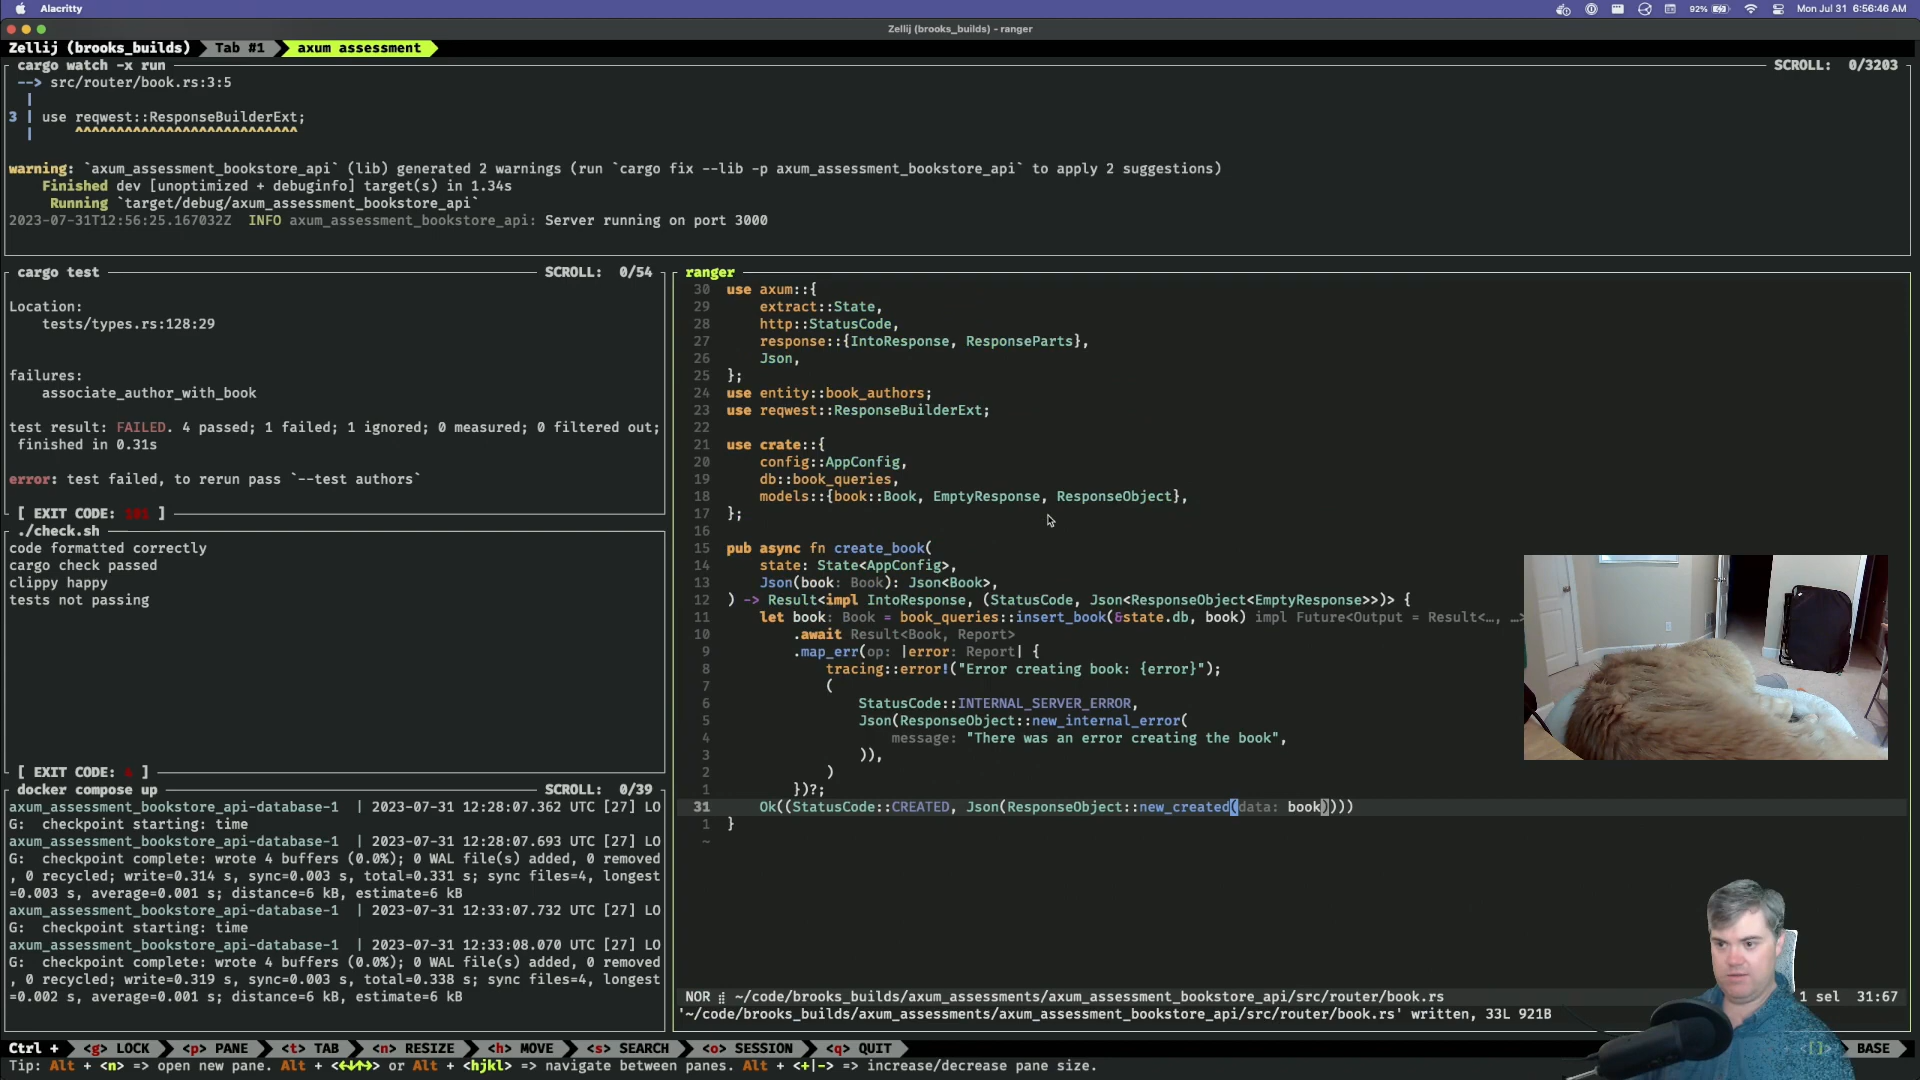 Alacritty
92%
Mon Jul 31 6:56:46 AM
Zellij (brooks_builds) - ranger
Zellij (brooks_builds) Tab #1 axum assessment
cargo watch -x run SCROLL: 0/3203
--> src/router/book.rs:3:5
|
3 | use reqwest::ResponseBuilderExt;
| ^^^^^^^^^^^^^^^^^^^^^^^^^^^
warning: `axum_assessment_bookstore_api` (lib) generated 2 warnings (run `cargo fix --lib -p axum_assessment_bookstore_api` to apply 2 suggestions)
Finished dev [unoptimized + debuginfo] target(s) in 1.34s
Running `target/debug/axum_assessment_bookstore_api`
2023-07-31T12:56:25.167032Z INFO axum_assessment_bookstore_api: Server running on port 3000
cargo test SCROLL: 0/54
Location:
tests/types.rs:128:29
failures:
associate_author_with_book
test result: FAILED. 4 passed; 1 failed; 1 ignored; 0 measured; 0 filtered out;
finished in 0.31s
error: test failed, to rerun pass `--test authors`
[ EXIT CODE: 101 ]
./check.sh
code formatted correctly
cargo check passed
clippy happy
tests not passing
[ EXIT CODE: ]
docker compose up SCROLL: 0/39
axum_assessment_bookstore_api-database-1 | 2023-07-31 12:28:07.362 UTC [27] LO
G: checkpoint starting: time
axum_assessment_bookstore_api-database-1 | 2023-07-31 12:28:07.693 UTC [27] LO
G: checkpoint complete: wrote 4 buffers (0.0%); 0 WAL file(s) added, 0 removed
, 0 recycled; write=0.314 s, sync=0.003 s, total=0.331 s; sync files=4, longest
=0.003 s, average=0.001 s; distance=6 kB, estimate=6 kB
axum_assessment_bookstore_api-database-1 | 2023-07-31 12:33:07.732 UTC [27] LO
G: checkpoint starting: time
axum_assessment_bookstore_api-database-1 | 2023-07-31 12:33:08.070 UTC [27] LO
G: checkpoint complete: wrote 4 buffers (0.0%); 0 WAL file(s) added, 0 removed
, 0 recycled; write=0.319 s, sync=0.003 s, total=0.338 s; sync files=4, longest
=0.002 s, average=0.001 s; distance=6 kB, estimate=6 kB
ranger
30 use axum::{
29 extract::State,
28 http::StatusCode,
27 response::{IntoResponse, ResponseParts},
26 Json,
25 };
24 use entity::book_authors;
23 use reqwest::ResponseBuilderExt;
22
21 use crate::{
20 config::AppConfig,
19 db::book_queries,
18 models::{book::Book, EmptyResponse, ResponseObject},
17 };
16
15 pub async fn create_book(
14 state: State<AppConfig>,
13 Json(book: Book): Json<Book>,
12 ) -> Result<impl IntoResponse, (StatusCode, Json<ResponseObject<EmptyResponse>>)> {
11 let book: Book = book_queries::insert_book(&state.db, book) impl Future<Output = Result<…, …>
10 .await Result<Book, Report>
9 .map_err(op: |error: Report| {
8 tracing::error!("Error creating book: {error}");
7 (
6 StatusCode::INTERNAL_SERVER_ERROR,
5 Json(ResponseObject::new_internal_error(
4 message: "There was an error creating the book",
3 )),
2 )
1 })?;
31 Ok((StatusCode::CREATED, Json(ResponseObject::new_created(data: book))))
1 }
~
NOR ~/code/brooks_builds/axum_assessments/axum_assessment_bookstore_api/src/router/book.rs 1 sel 31:67
'~/code/brooks_builds/axum_assessments/axum_assessment_bookstore_api/src/router/book.rs' written, 33L 921B
Ctrl + <g> LOCK <p> PANE <t> TAB <n> RESIZE <h> MOVE <s> SEARCH <o> SESSION <q> QUIT <[]> BASE
Tip: Alt + <n> => open new pane. Alt + <←↓↑→> or Alt + <hjkl> => navigate between panes. Alt + <+|-> => increase/decrease pane size.